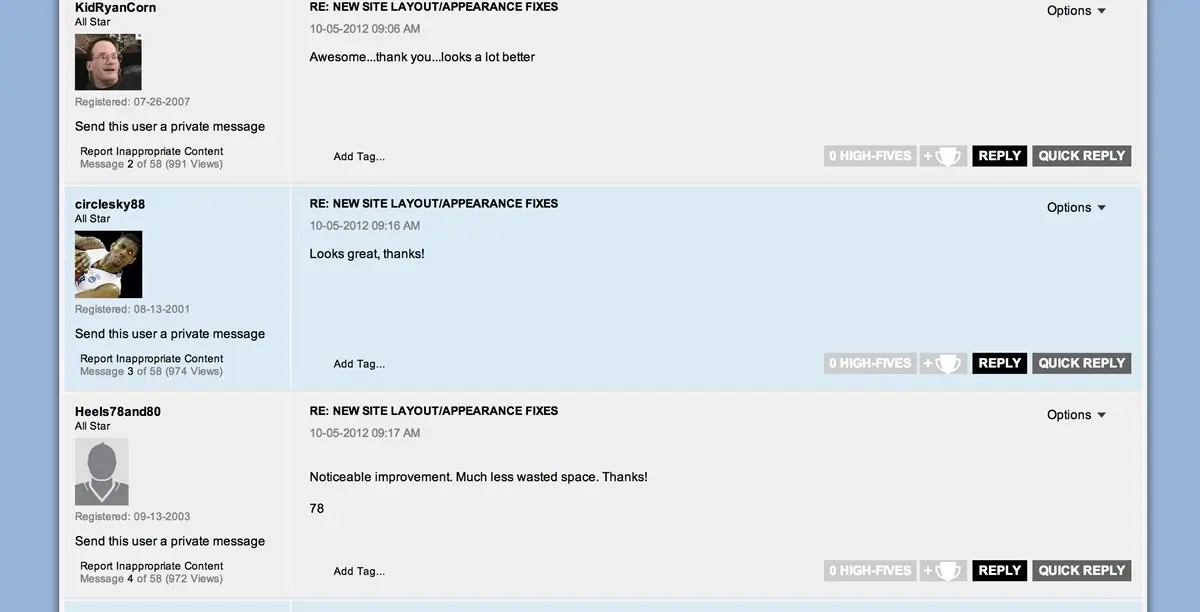 KidRyanCorn
All Star
Registered: 07-26-2007
Send this user a private message
Report Inappropriate Content
Message 2 of 58 (991 Views)
RE: NEW SITE LAYOUT/APPEARANCE FIXES
Options
10-05-2012 09:06 AM
Awesome...thank you...looks a lot better
Add Tag...
0 HIGH-FIVES + REPLY QUICK REPLY
circlesky88
All Star
Registered: 08-13-2001
Send this user a private message
Report Inappropriate Content
Message 3 of 58 (974 Views)
RE: NEW SITE LAYOUT/APPEARANCE FIXES
Options
10-05-2012 09:16 AM
Looks great, thanks!
Add Tag...
0 HIGH-FIVES + REPLY QUICK REPLY
Heels78and80
All Star
Registered: 09-13-2003
Send this user a private message
Report Inappropriate Content
Message 4 of 58 (972 Views)
RE: NEW SITE LAYOUT/APPEARANCE FIXES
Options
10-05-2012 09:17 AM
Noticeable improvement. Much less wasted space. Thanks!
78
Add Tag...
0 HIGH-FIVES + REPLY QUICK REPLY